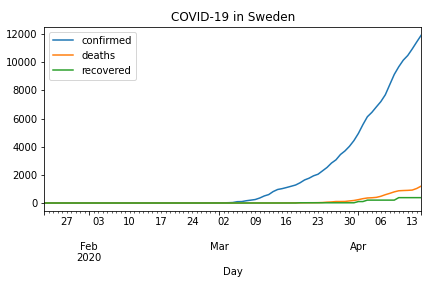 COVID-19 in Sweden
confirmed
deaths
recovered
12000
10000
8000
6000
4000
2000
0
27 03 10 17 24 02 09 16 23 30 06 13
Feb Mar Apr
2020
Day